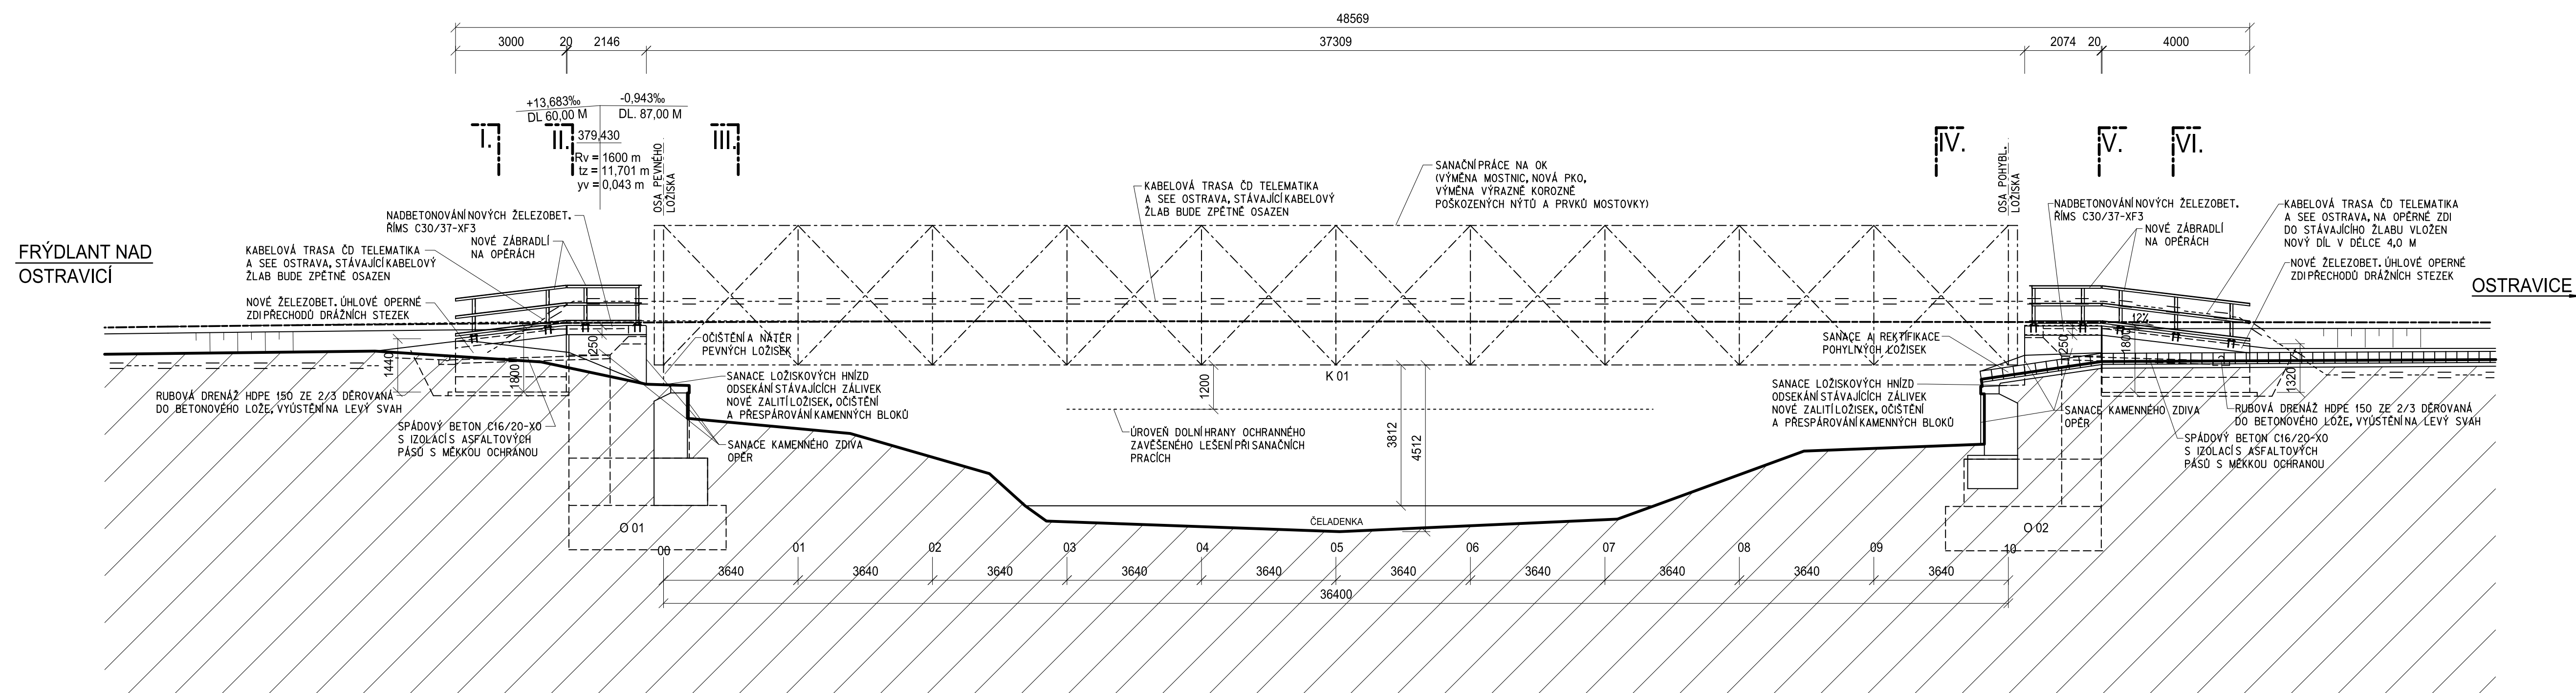 48569
3000 20 2146 37309 2074 20 4000
+13,683‰ -0,943‰
DL 60,00 M DL. 87,00 M
I. II. III. IV. V. VI.
379,430
Rv = 1600 m
tz = 11,701 m
yv = 0,043 m
OSA PEVNÉHO
LOŽISKA
OSA POHYBL.
LOŽISKA
FRÝDLANT NAD
OSTRAVICÍ
OSTRAVICE
NADBETONOVÁNÍ NOVÝCH ŽELEZOBET.
ŘÍMS C30/37-XF3
NOVÉ ZÁBRADLÍ
NA OPĚRÁCH
KABELOVÁ TRASA ČD TELEMATIKA
A SEE OSTRAVA, STÁVAJÍCÍ KABELOVÝ
ŽLAB BUDE ZPĚTNĚ OSAZEN
NOVÉ ŽELEZOBET. ÚHLOVÉ OPERNÉ
ZDI PŘECHODŮ DRÁŽNÍCH STEZEK
1440
1800
250
RUBOVÁ DRENÁŽ HDPE 150 ZE 2/3 DĚROVANÁ
DO BETONOVÉHO LOŽE, VYÚSTĚNÍ NA LEVÝ SVAH
SPÁDOVÝ BETON C16/20-X0
S IZOLACÍ S ASFALTOVÝCH
PÁSŮ S MĚKKOU OCHRANOU
OČIŠTĚNÍ A NÁTĚR
PEVNÝCH LOŽISEK
SANACE LOŽISKOVÝCH HNÍZD
ODSEKÁNÍ STÁVAJÍCÍCH ZÁLIVEK
NOVÉ ZALITÍ LOŽISEK, OČIŠTĚNÍ
A PŘESPÁROVÁNÍ KAMENNÝCH BLOKŮ
SANACE KAMENNÉHO ZDIVA
OPĚR
KABELOVÁ TRASA ČD TELEMATIKA
A SEE OSTRAVA, STÁVAJÍCÍ KABELOVÝ
ŽLAB BUDE ZPĚTNĚ OSAZEN
SANAČNÍ PRÁCE NA OK
(VÝMĚNA MOSTNIC, NOVÁ PKO,
VÝMĚNA VÝRAZNĚ KOROZNĚ
POŠKOZENÝCH NÝTŮ A PRVKŮ MOSTOVKY)
K 01
1200
3812
4512
ÚROVEŇ DOLNÍ HRANY OCHRANNÉHO
ZAVĚŠENÉHO LEŠENÍ PŘI SANAČNÍCH
PRACÍCH
SANACE A REKTIFIKACE
POHYLIVÝCH LOŽISEK
SANACE LOŽISKOVÝCH HNÍZD
ODSEKÁNÍ STÁVAJÍCÍCH ZÁLIVEK
NOVÉ ZALITÍ LOŽISEK, OČIŠTĚNÍ
A PŘESPÁROVÁNÍ KAMENNÝCH BLOKŮ
NADBETONOVÁNÍ NOVÝCH ŽELEZOBET.
ŘÍMS C30/37-XF3
NOVÉ ZÁBRADLÍ
NA OPĚRÁCH
KABELOVÁ TRASA ČD TELEMATIKA
A SEE OSTRAVA, NA OPĚRNÉ ZDI
DO STÁVAJÍCÍHO ŽLABU VLOŽEN
NOVÝ DÍL V DÉLCE 4,0 M
NOVÉ ŽELEZOBET. ÚHLOVÉ OPERNÉ
ZDI PŘECHODŮ DRÁŽNÍCH STEZEK
12%
250
1800
1320
SANACE KAMENNÉHO ZDIVA
OPĚR
RUBOVÁ DRENÁŽ HDPE 150 ZE 2/3 DĚROVANÁ
DO BETONOVÉHO LOŽE, VYÚSTĚNÍ NA LEVÝ SVAH
SPÁDOVÝ BETON C16/20-X0
S IZOLACÍ S ASFALTOVÝCH
PÁSŮ S MĚKKOU OCHRANOU
ČELADENKA
O 01
O 02
00 01 02 03 04 05 06 07 08 09 10
3640 3640 3640 3640 3640 3640 3640 3640 3640 3640
36400